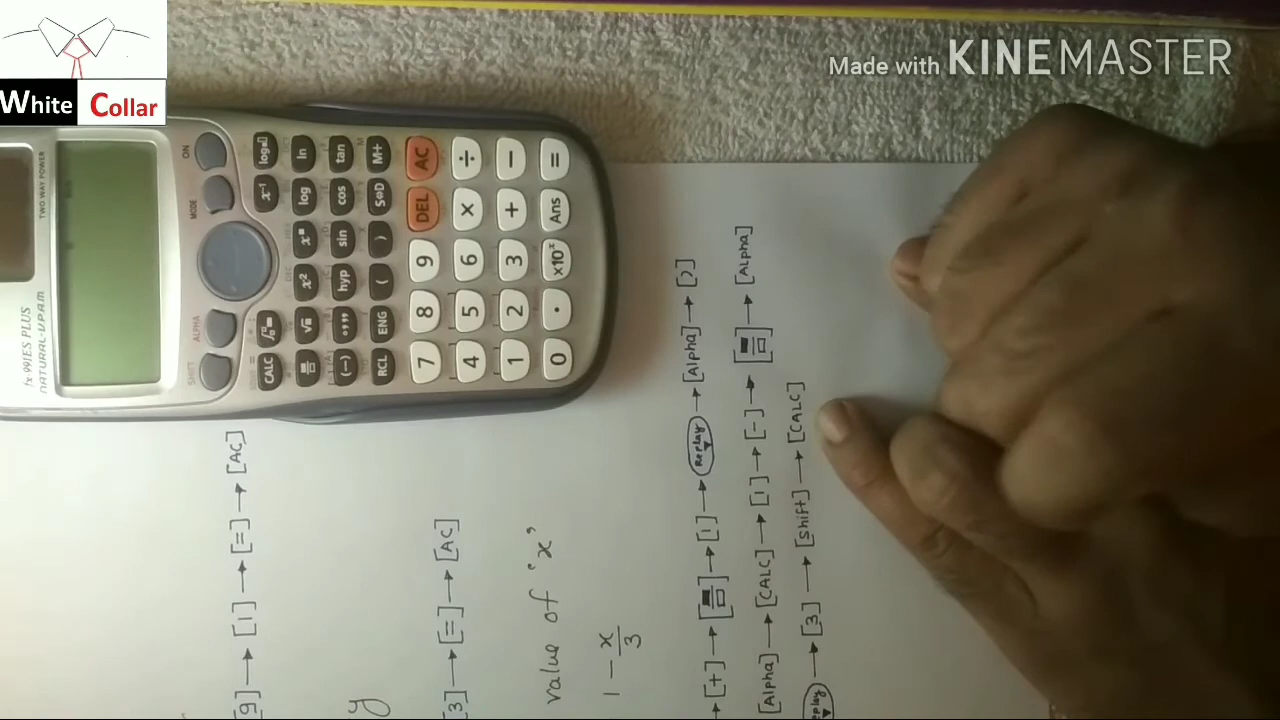 White Collar
Made with KINEMASTER
fx-991ES PLUS
NATURAL-V.P.A.M.
TWO WAY POWER
SHIFT ALPHA MODE ON
CALC ∫ x⁻¹ log
√ x² x ■ log ln
(−) °,,, hyp sin cos tan
RCL ENG ( ) S⇔D M+
7 8 9 DEL AC
4 5 6 × ÷
1 2 3 + −
0 . ×10ˣ Ans =
[9] → [1] → [=] → [AC]
y
[3] → [=] → [AC]
value of 'x'
1 − x/3
→ [+] → [■/□] → [1] → Replay ▼ → [Alpha] → [)]
[Alpha] → [CALC] → [1] → [−] → [■/□] → [Alpha]
Replay ▼ → [3] → [Shift] → [CALC]